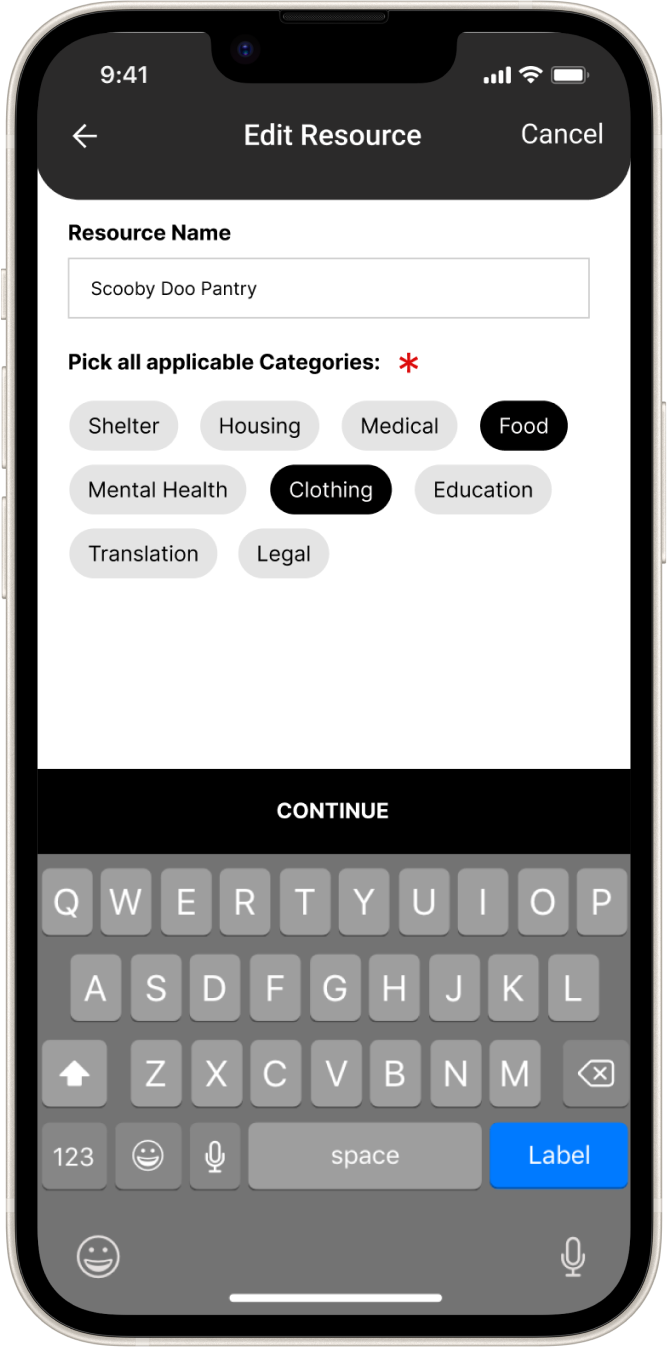 9:41
Edit Resource Cancel
Resource Name
Scooby Doo Pantry
Pick all applicable Categories: *
Shelter Housing Medical Food
Mental Health Clothing Education
Translation Legal
CONTINUE
Q W E R T Y U I O P
A S D F G H J K L
Z X C V B N M
123 space Label